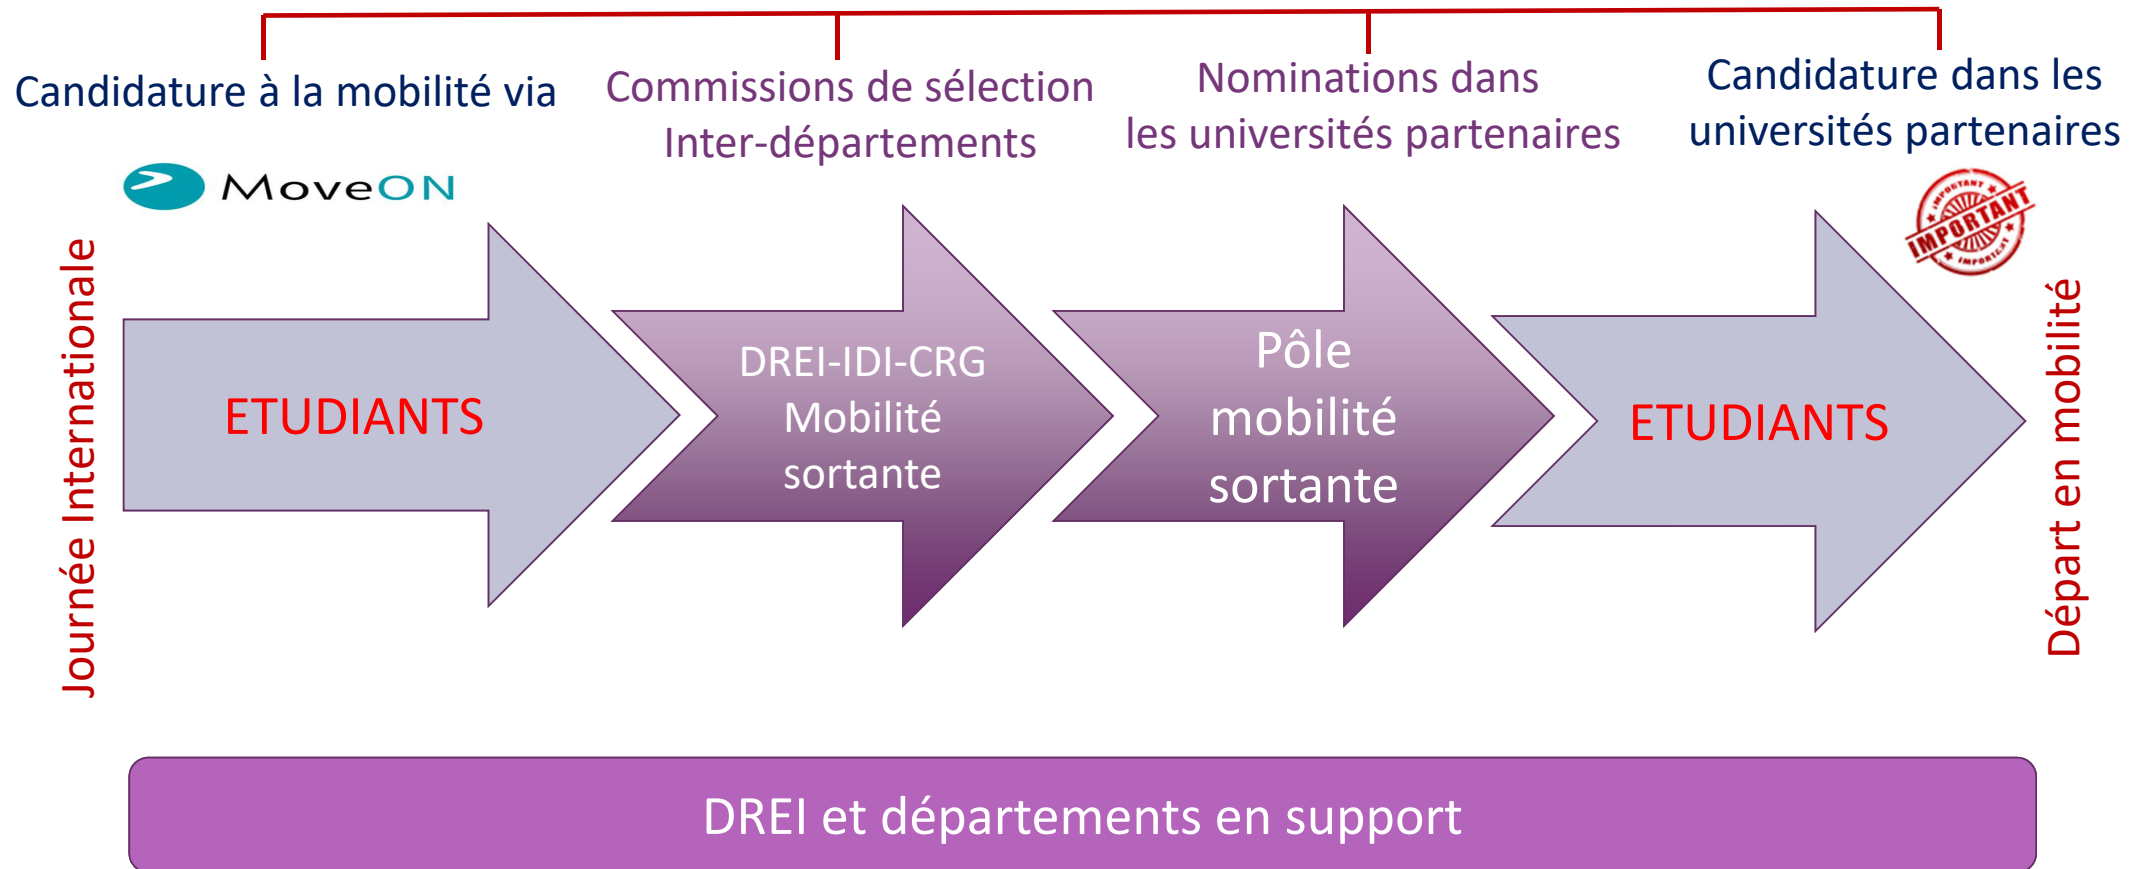 Candidature à la mobilité via
MoveON
Commissions de sélection
Inter-départements
Nominations dans
les universités partenaires
Candidature dans les
universités partenaires
IMPORTANT
IMPORTANT
IMPORTANT
Journée Internationale
ETUDIANTS
DREI-IDI-CRG
Mobilité
sortante
Pôle
mobilité
sortante
ETUDIANTS
Départ en mobilité
DREI et départements en support